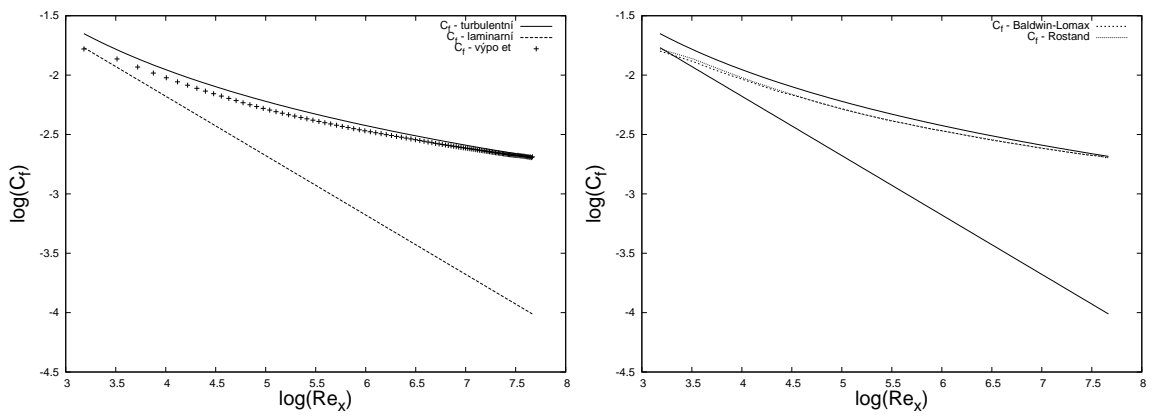 -1.5
-2
-2.5
-3
-3.5
-4
-4.5
3 3.5 4 4.5 5 5.5 6 6.5 7 7.5 8
log(C_f)
log(Re_x)
C_f - turbulentní
C_f - laminarní
C_f - výpo et
-1.5
-2
-2.5
-3
-3.5
-4
-4.5
3 3.5 4 4.5 5 5.5 6 6.5 7 7.5 8
log(C_f)
log(Re_x)
C_f - Baldwin-Lomax
C_f - Rostand